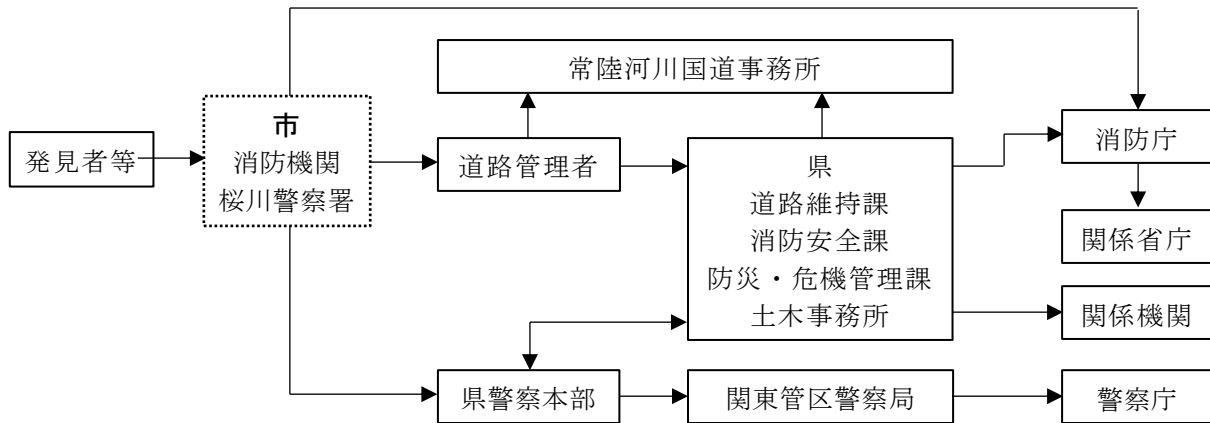 常陸河川国道事務所
発見者等
市
消防機関
桜川警察署
道路管理者
県
道路維持課
消防安全課
防災・危機管理課
土木事務所
消防庁
関係省庁
関係機関
県警察本部
関東管区警察局
警察庁